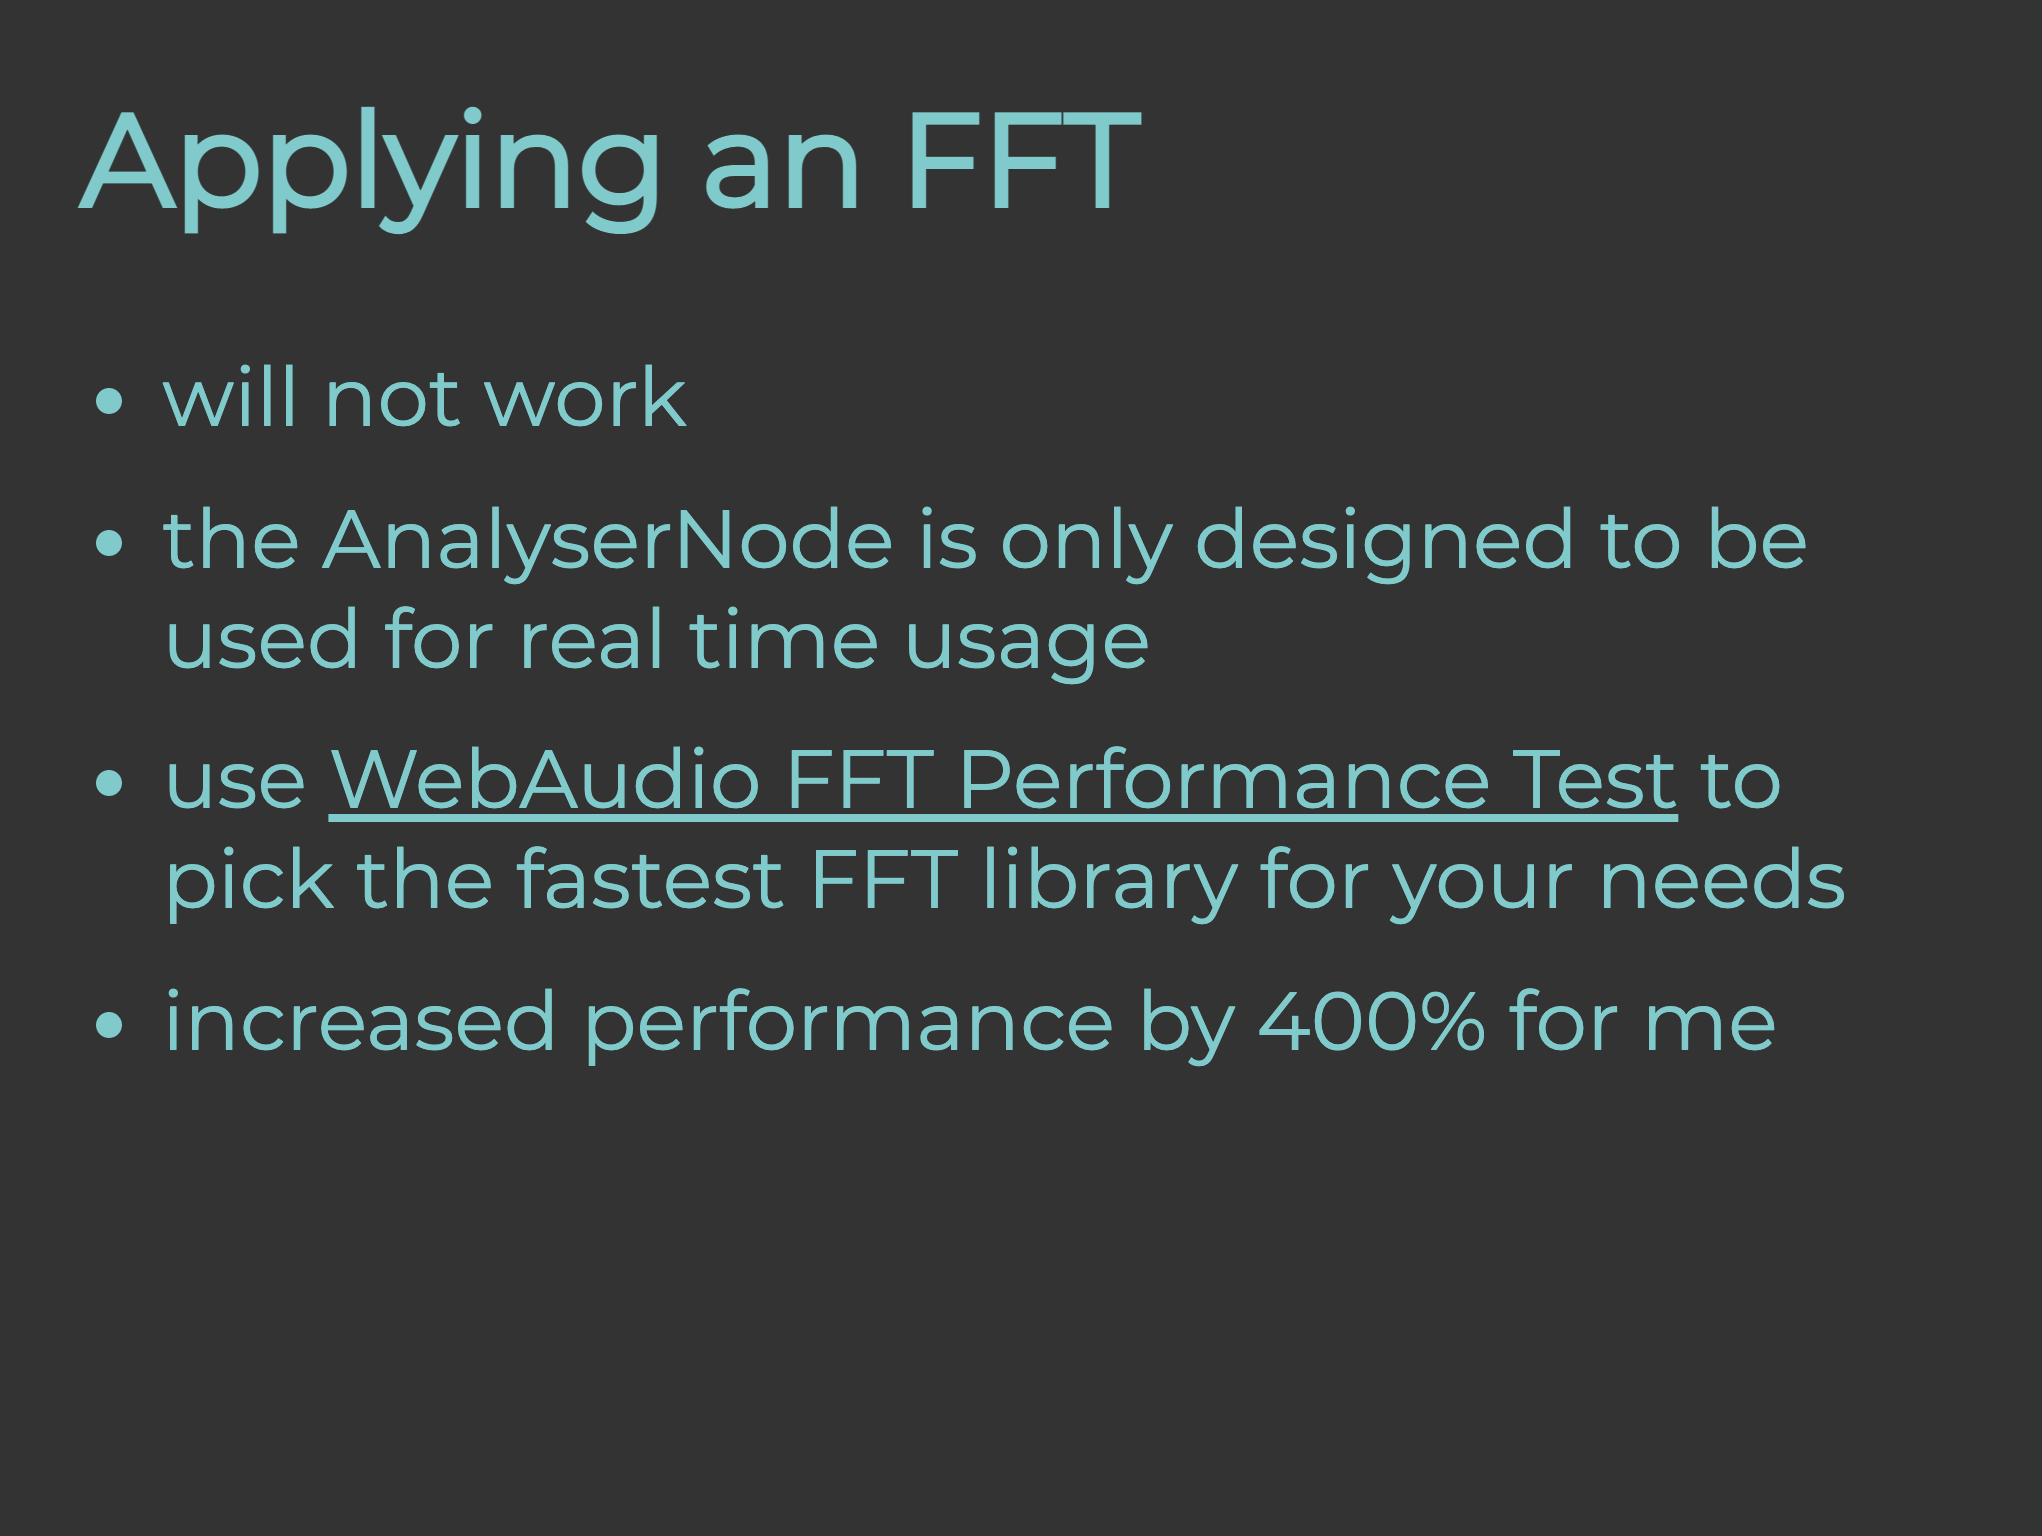 Applying an FFT
• will not work
• the AnalyserNode is only designed to be
used for real time usage
• use WebAudio FFT Performance Test to
pick the fastest FFT library for your needs
• increased performance by 400% for me